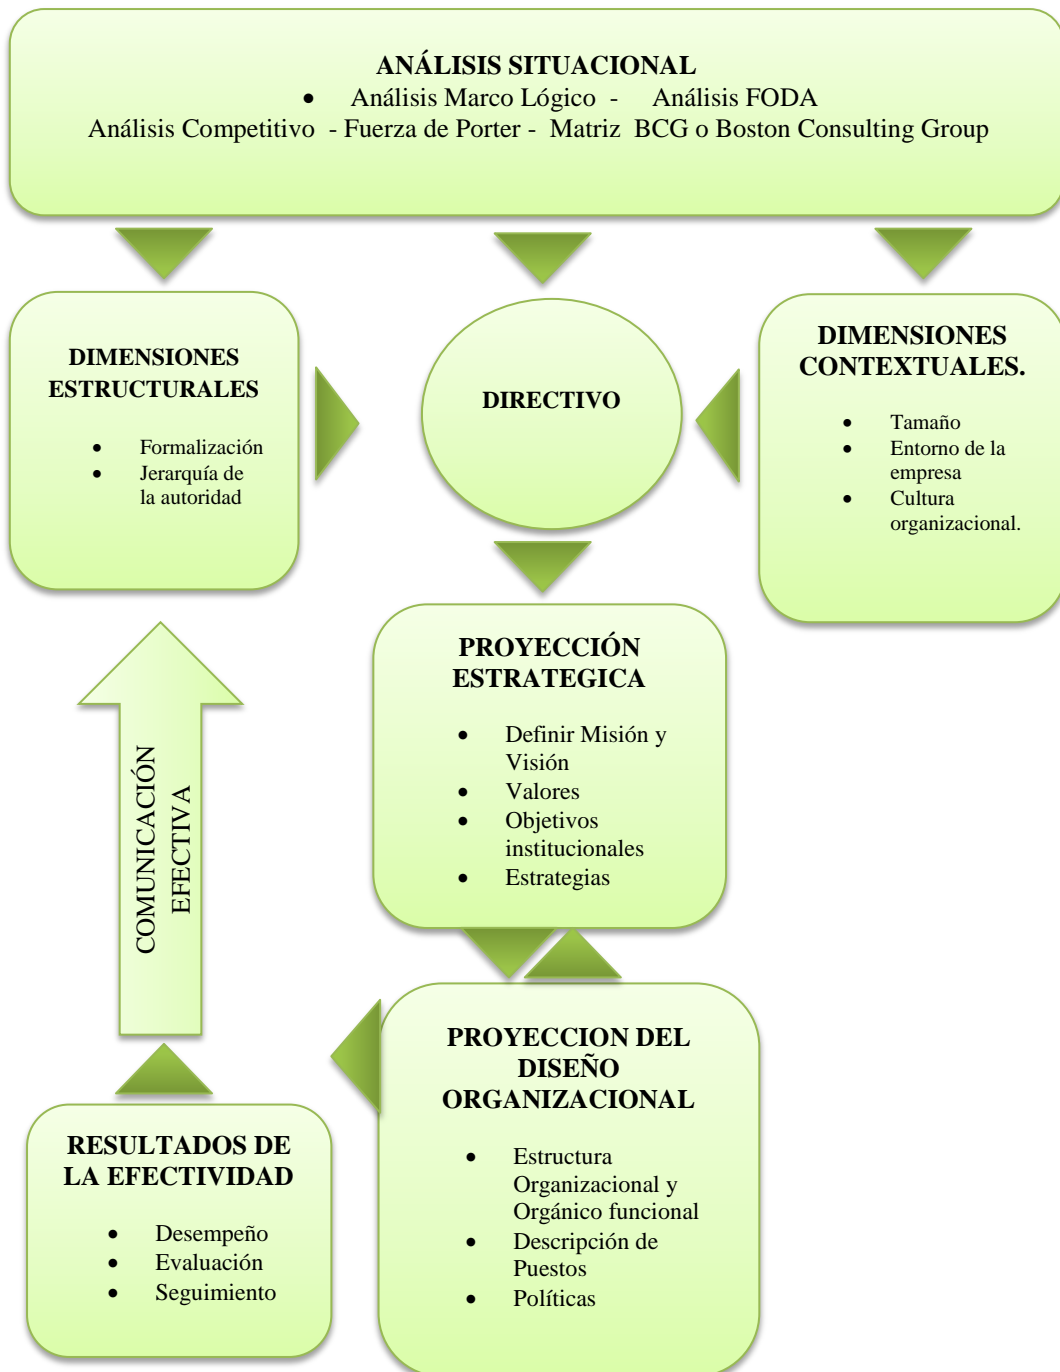 ANÁLISIS SITUACIONAL
• Análisis Marco Lógico - Análisis FODA
Análisis Competitivo - Fuerza de Porter - Matriz BCG o Boston Consulting Group
DIMENSIONES
ESTRUCTURALES
• Formalización
• Jerarquía de
la autoridad
DIRECTIVO
DIMENSIONES
CONTEXTUALES.
• Tamaño
• Entorno de la
empresa
• Cultura
organizacional.
PROYECCIÓN
ESTRATEGICA
• Definir Misión y
Visión
• Valores
• Objetivos
institucionales
• Estrategias
COMUNICACIÓN
EFECTIVA
PROYECCION DEL
DISEÑO
ORGANIZACIONAL
• Estructura
Organizacional y
Orgánico funcional
• Descripción de
Puestos
• Políticas
RESULTADOS DE
LA EFECTIVIDAD
• Desempeño
• Evaluación
• Seguimiento